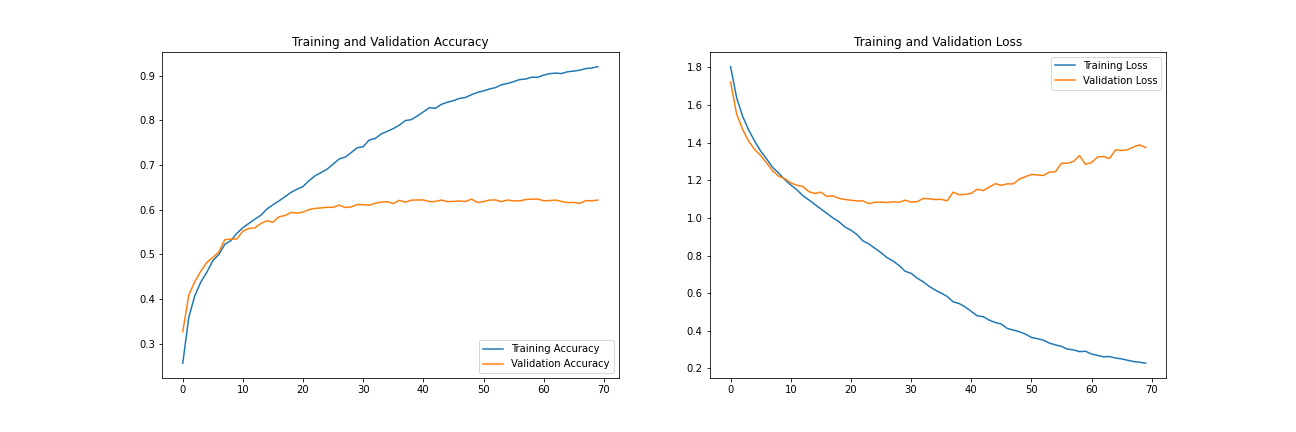 Training and Validation Accuracy
0.9
0.8
0.7
0.6
0.5
0.4
0.3
0 10 20 30 40 50 60 70
Training Accuracy
Validation Accuracy
Training and Validation Loss
1.8
1.6
1.4
1.2
1.0
0.8
0.6
0.4
0.2
0 10 20 30 40 50 60 70
Training Loss
Validation Loss